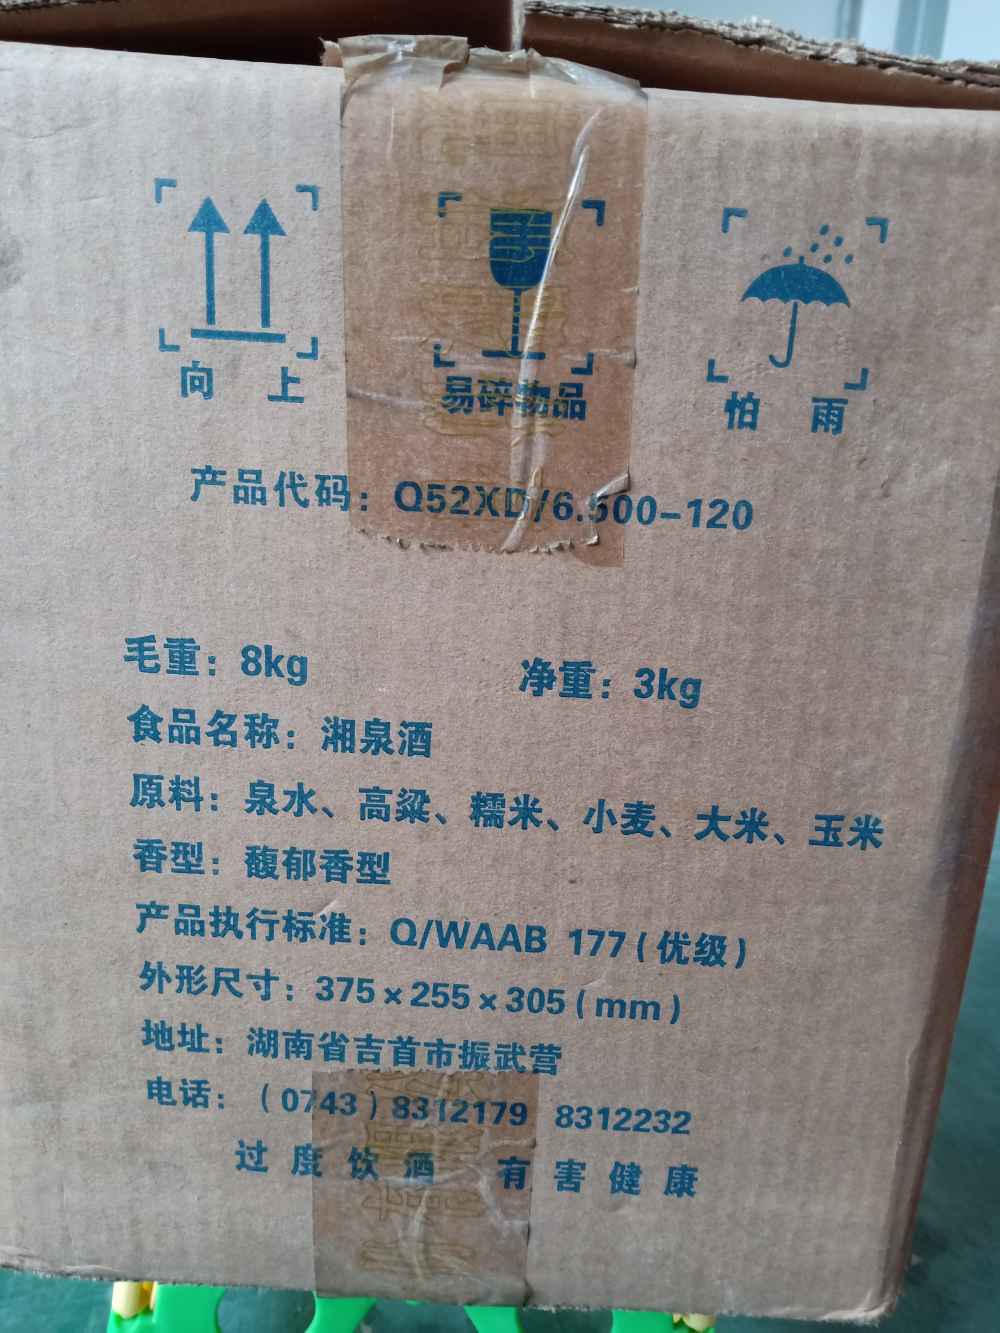 向上
易碎物品
怕雨
产品代码：Q52XD/6.500-120
毛重：8kg 净重：3kg
食品名称：湘泉酒
原料：泉水、高粱、糯米、小麦、大米、玉米
香型：馥郁香型
产品执行标准：Q/WAAB 177（优级）
外形尺寸：375×255×305(mm)
地址：湖南省吉首市振武营
电话：（0743）8312179 8312232
过度饮酒 有害健康